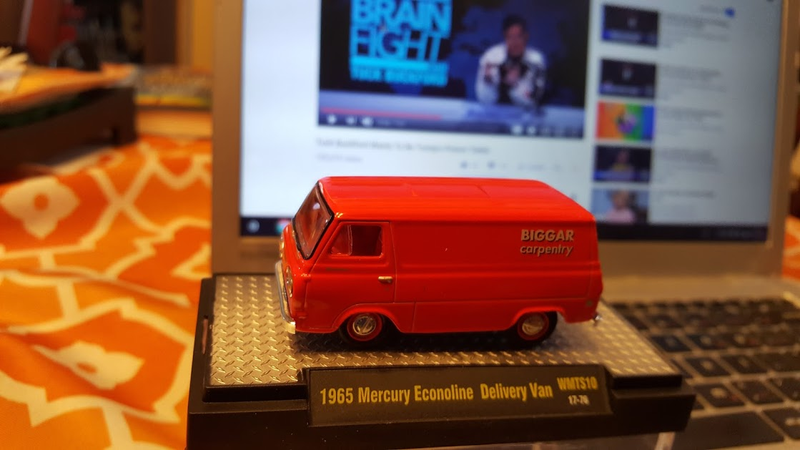 BRAIN
FIGHT
BIGGAR
carpentry
1965 Mercury Econoline Delivery Van WMTS10
17-76